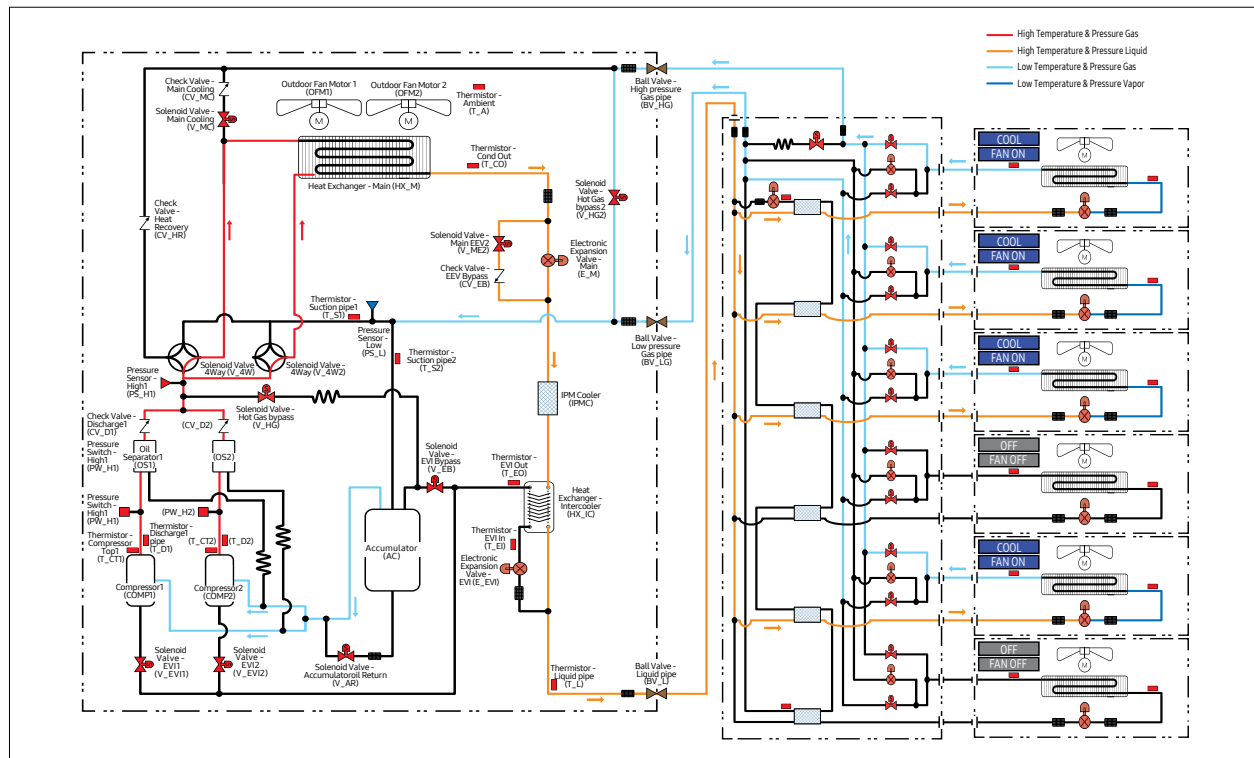 High Temperature & Pressure Gas
High Temperature & Pressure Liquid
Low Temperature & Pressure Gas
Low Temperature & Pressure Vapor
Check Valve -
Main Cooling
(CV_MC)
Solenoid Valve -
Main Cooling
(V_MC)
Outdoor Fan Motor 1
(OFM1)
Outdoor Fan Motor 2
(OFM2)
M
M
Thermistor -
Ambient
(T_A)
Ball Valve -
High pressure
Gas pipe
(BV_HG)
Thermistor -
Cond Out
(T_CO)
Heat Exchanger - Main (HX_M)
Solenoid
Valve -
Hot Gas
bypass2
(V_HG2)
Check
Valve -
Heat
Recovery
(CV_HR)
Solenoid Valve -
Main EEV2
(V_ME2)
Check Valve -
EEV Bypass
(CV_EB)
Electronic
Expansion
Valve -
Main
(E_M)
Thermistor -
Suction pipe1
(T_S1)
Pressure
Sensor -
Low
(PS_L)
Thermistor -
Suction pipe2
(T_S2)
Ball Valve -
Low pressure
Gas pipe
(BV_LG)
Solenoid Valve -
4Way (V_4W)
Solenoid Valve -
4Way (V_4W2)
Pressure
Sensor -
High1
(PS_H1)
Solenoid Valve -
Hot Gas bypass
(V_HG)
IPM Cooler
(IPMC)
Check Valve -
Discharge1
(CV_D1)
(CV_D2)
Pressure
Switch -
High1
(PW_H1)
Oil
Separator1
(OS1)
(OS2)
Solenoid
Valve -
EVI Bypass
(V_EB)
Thermistor -
EVI Out
(T_EO)
Heat
Exchanger -
Intercooler
(HX_IC)
Pressure
Switch -
High1
(PW_H1)
(PW_H2)
Thermistor -
Discharge1
pipe
(T_D1)
Thermistor -
Compressor
Top1
(T_CT1)
(T_CT2)
(T_D2)
Accumulator
(AC)
Thermistor -
EVI In
(T_EI)
Electronic
Expansion
Valve -
EVI (E_EVI)
Compressor1
(COMP1)
Compressor2
(COMP2)
Solenoid
Valve -
EVI1
(V_EVI1)
Solenoid
Valve -
EVI2
(V_EVI2)
Solenoid Valve -
Accumulatoroil Return
(V_AR)
Thermistor -
Liquid pipe
(T_L)
Ball Valve -
Liquid pipe
(BV_L)
COOL
FAN ON
M
COOL
FAN ON
M
COOL
FAN ON
M
OFF
FAN OFF
M
COOL
FAN ON
M
OFF
FAN OFF
M